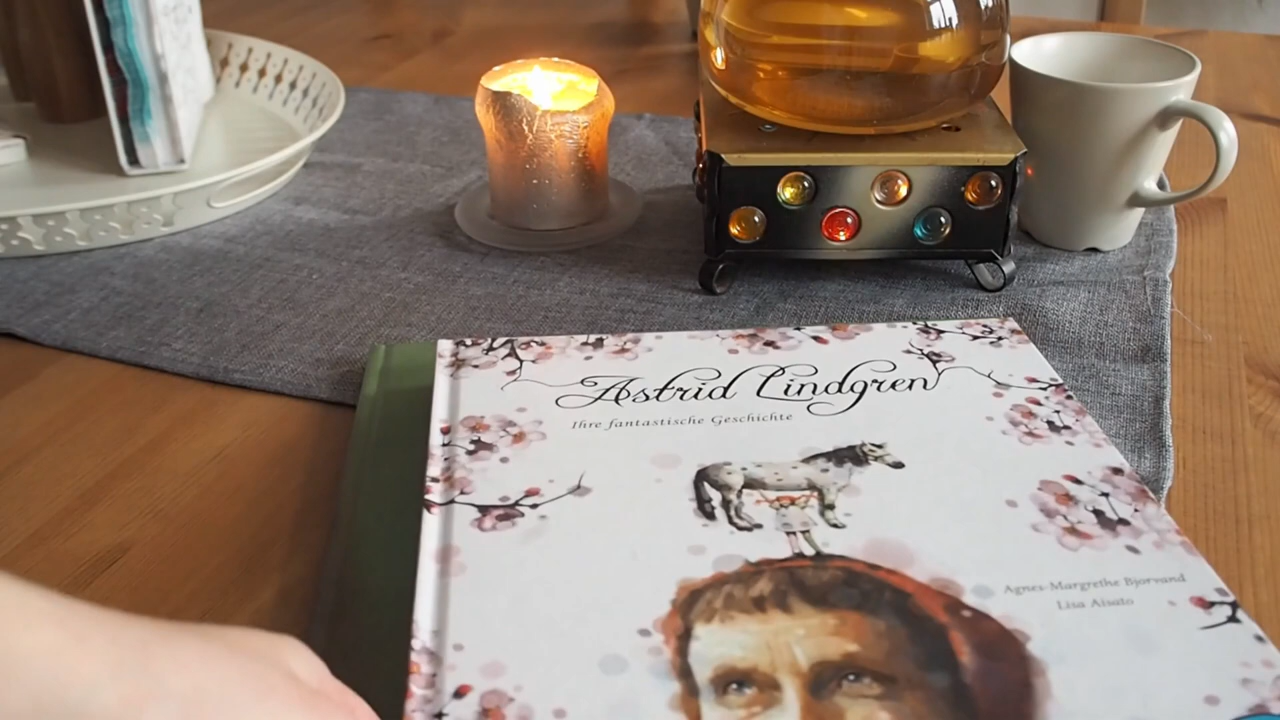 Astrid Lindgren
Ihre fantastische Geschichte
Agnes-Margrethe Bjorvand
Lisa Aisato